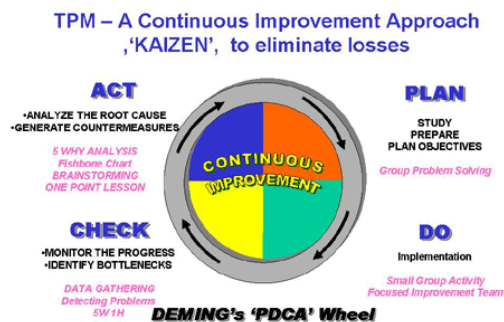 TPM – A Continuous Improvement Approach
,'KAIZEN', to eliminate losses
ACT
•ANALYZE THE ROOT CAUSE
•GENERATE COUNTERMEASURES
5 WHY ANALYSIS
Fishbone Chart
BRAINSTORMING
ONE POINT LESSON
PLAN
STUDY
PREPARE
PLAN OBJECTIVES
Group Problem Solving
CONTINUOUS
IMPROVEMENT
CHECK
•MONITOR THE PROGRESS
•IDENTIFY BOTTLENECKS
DATA GATHERING
Detecting Problems
5W1H
DO
Implementation
Small Group Activity
Focused Improvement Team
DEMING's 'PDCA' Wheel